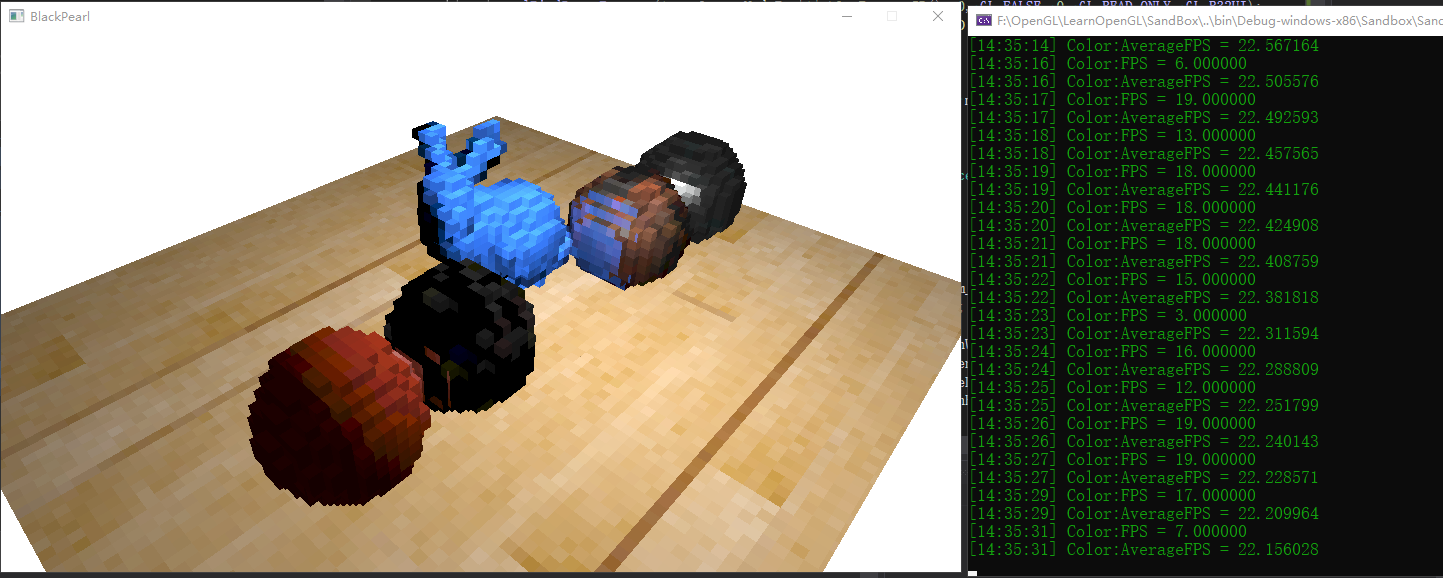 BlackPearl
GL_FALSE, 0, GL_READ_ONLY, GL_R32UI);
F:\OpenGL\LearnOpenGL\SandBox\..\bin\Debug-windows-x86\Sandbox\Sand
[14:35:14] Color:AverageFPS = 22.567164
[14:35:16] Color:FPS = 6.000000
[14:35:16] Color:AverageFPS = 22.505576
[14:35:17] Color:FPS = 19.000000
[14:35:17] Color:AverageFPS = 22.492593
[14:35:18] Color:FPS = 13.000000
[14:35:18] Color:AverageFPS = 22.457565
[14:35:19] Color:FPS = 18.000000
[14:35:19] Color:AverageFPS = 22.441176
[14:35:20] Color:FPS = 18.000000
[14:35:20] Color:AverageFPS = 22.424908
[14:35:21] Color:FPS = 18.000000
[14:35:21] Color:AverageFPS = 22.408759
[14:35:22] Color:FPS = 15.000000
[14:35:22] Color:AverageFPS = 22.381818
[14:35:23] Color:FPS = 3.000000
[14:35:23] Color:AverageFPS = 22.311594
[14:35:24] Color:FPS = 16.000000
[14:35:24] Color:AverageFPS = 22.288809
[14:35:25] Color:FPS = 12.000000
[14:35:25] Color:AverageFPS = 22.251799
[14:35:26] Color:FPS = 19.000000
[14:35:26] Color:AverageFPS = 22.240143
[14:35:27] Color:FPS = 19.000000
[14:35:27] Color:AverageFPS = 22.228571
[14:35:29] Color:FPS = 17.000000
[14:35:29] Color:AverageFPS = 22.209964
[14:35:31] Color:FPS = 7.000000
[14:35:31] Color:AverageFPS = 22.156028